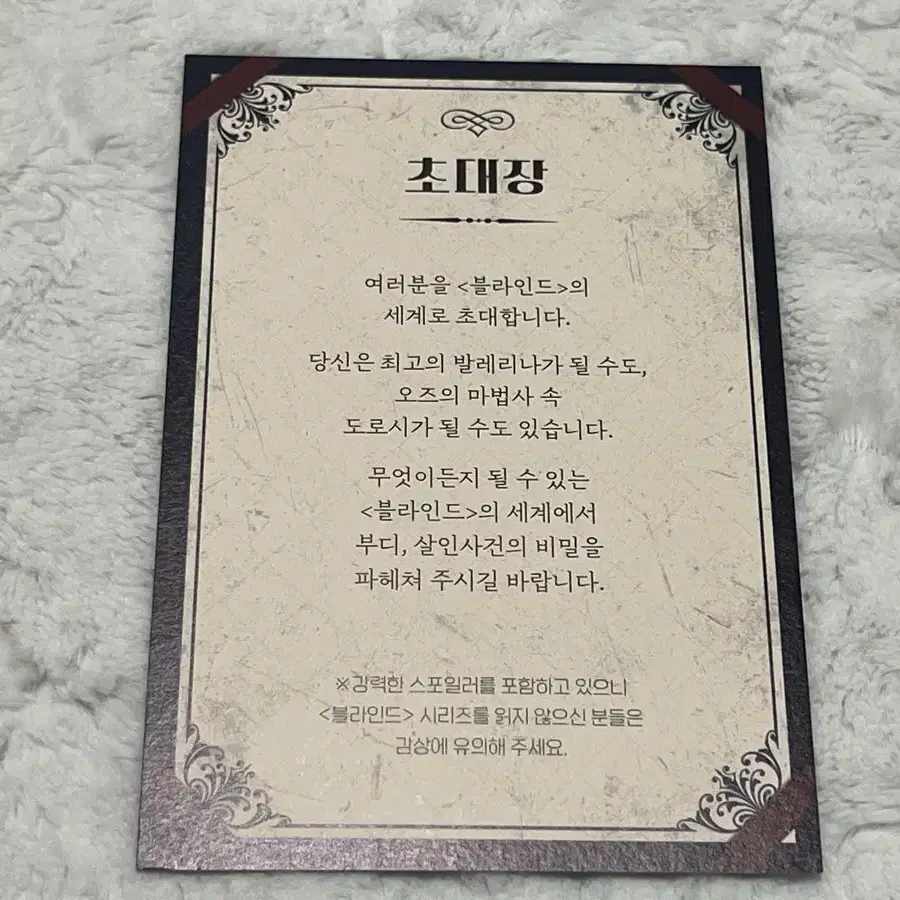 초대장
여러분을 <블라인드>의
세계로 초대합니다.
당신은 최고의 발레리나가 될 수도,
오즈의 마법사 속
도로시가 될 수도 있습니다.
무엇이든지 될 수 있는
<블라인드>의 세계에서
부디, 살인사건의 비밀을
파헤쳐 주시길 바랍니다.
※강력한 스포일러를 포함하고 있으니
<블라인드> 시리즈를 읽지 않으신 분들은
감상에 유의해 주세요.